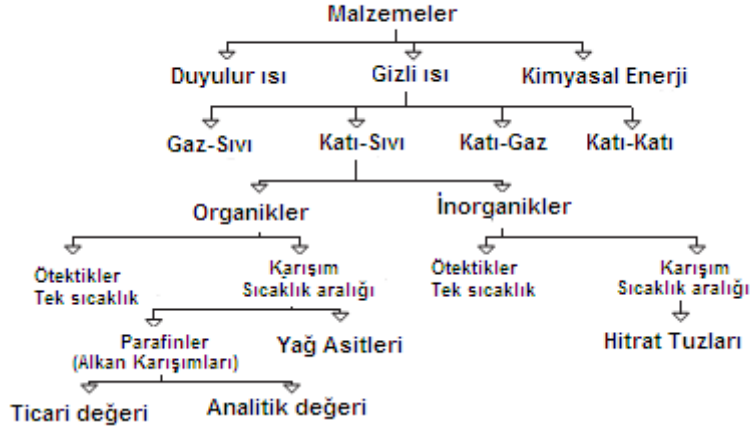 Malzemeler
Duyulur ısı Gizli ısı Kimyasal Enerji
Gaz-Sıvı Katı-Sıvı Katı-Gaz Katı-Katı
Organikler İnorganikler
Ötektikler
Tek sıcaklık
Karışım
Sıcaklık aralığı
Ötektikler
Tek sıcaklık
Karışım
Sıcaklık aralığı
Parafinler
(Alkan Karışımları)
Yağ Asitleri
Hitrat Tuzları
Ticari değeri Analitik değeri